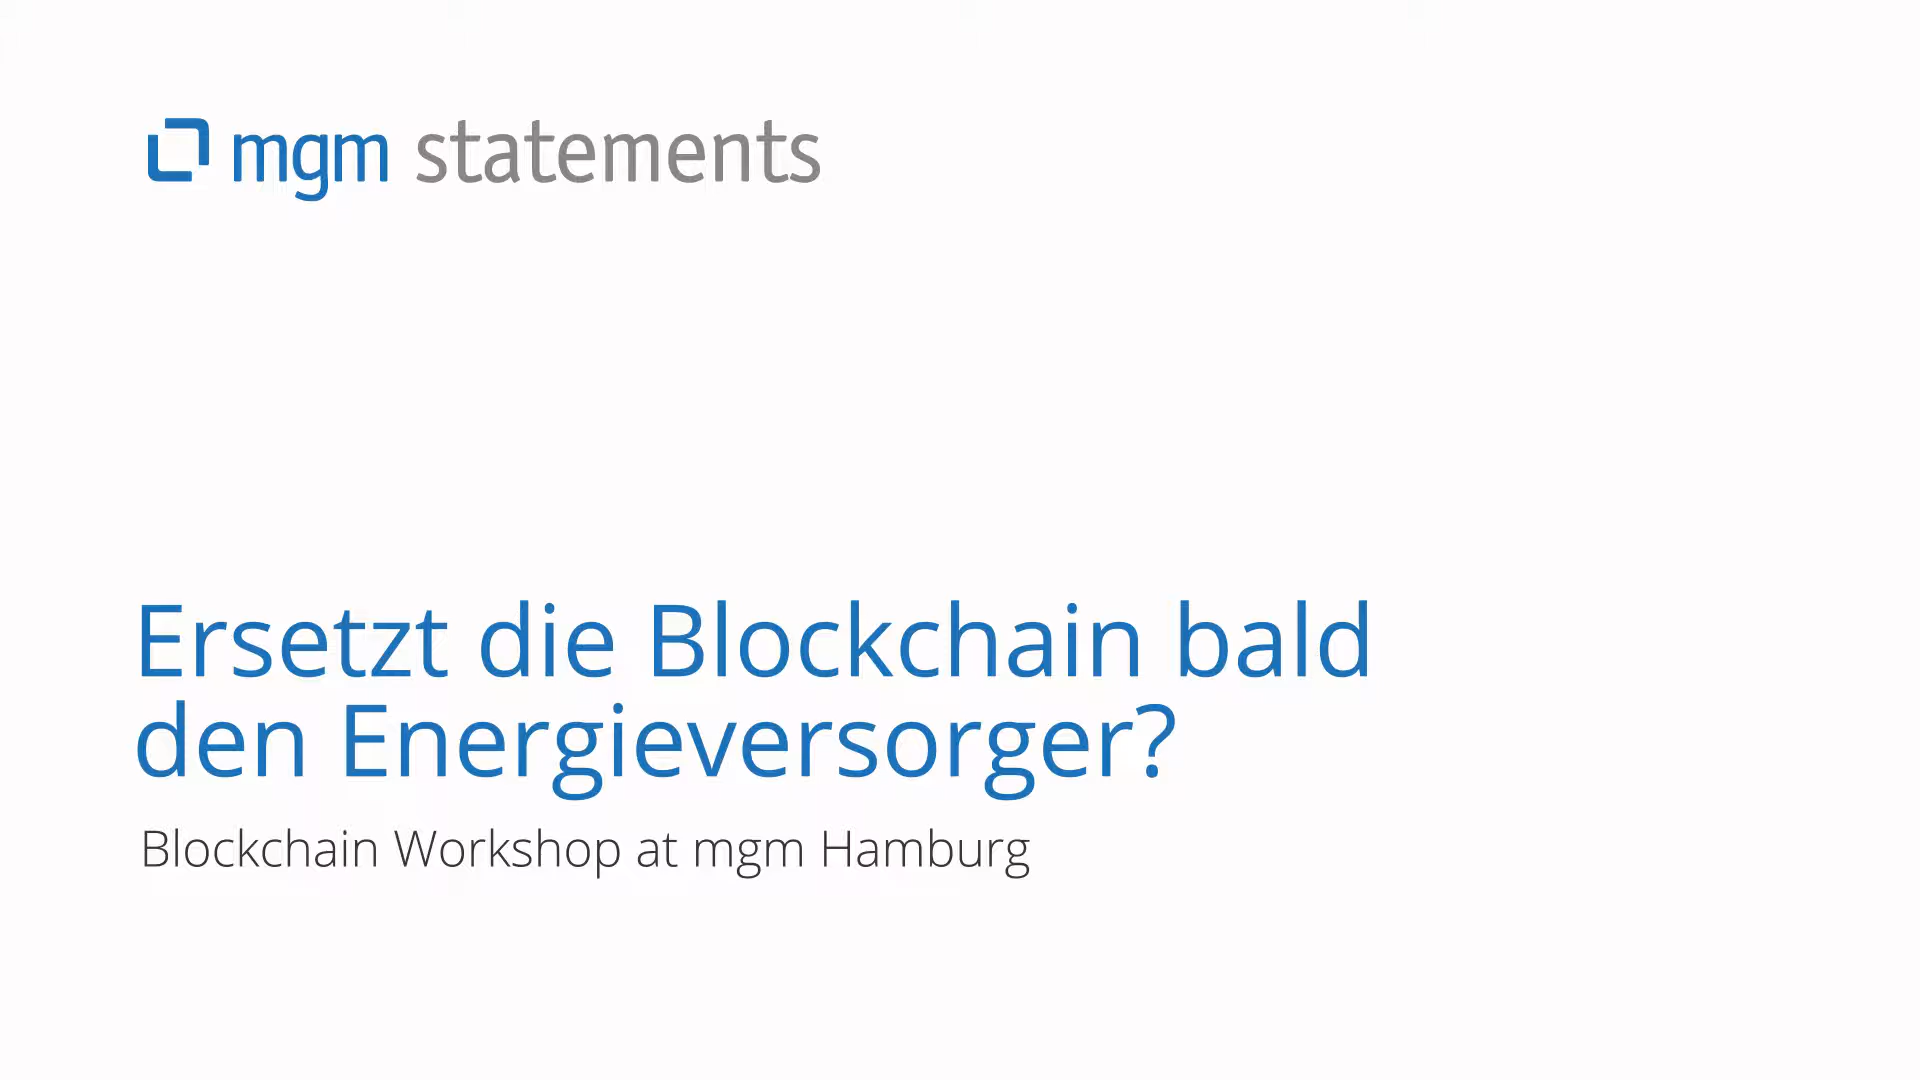 mgm statements
Ersetzt die Blockchain bald
den Energieversorger?
Blockchain Workshop at mgm Hamburg